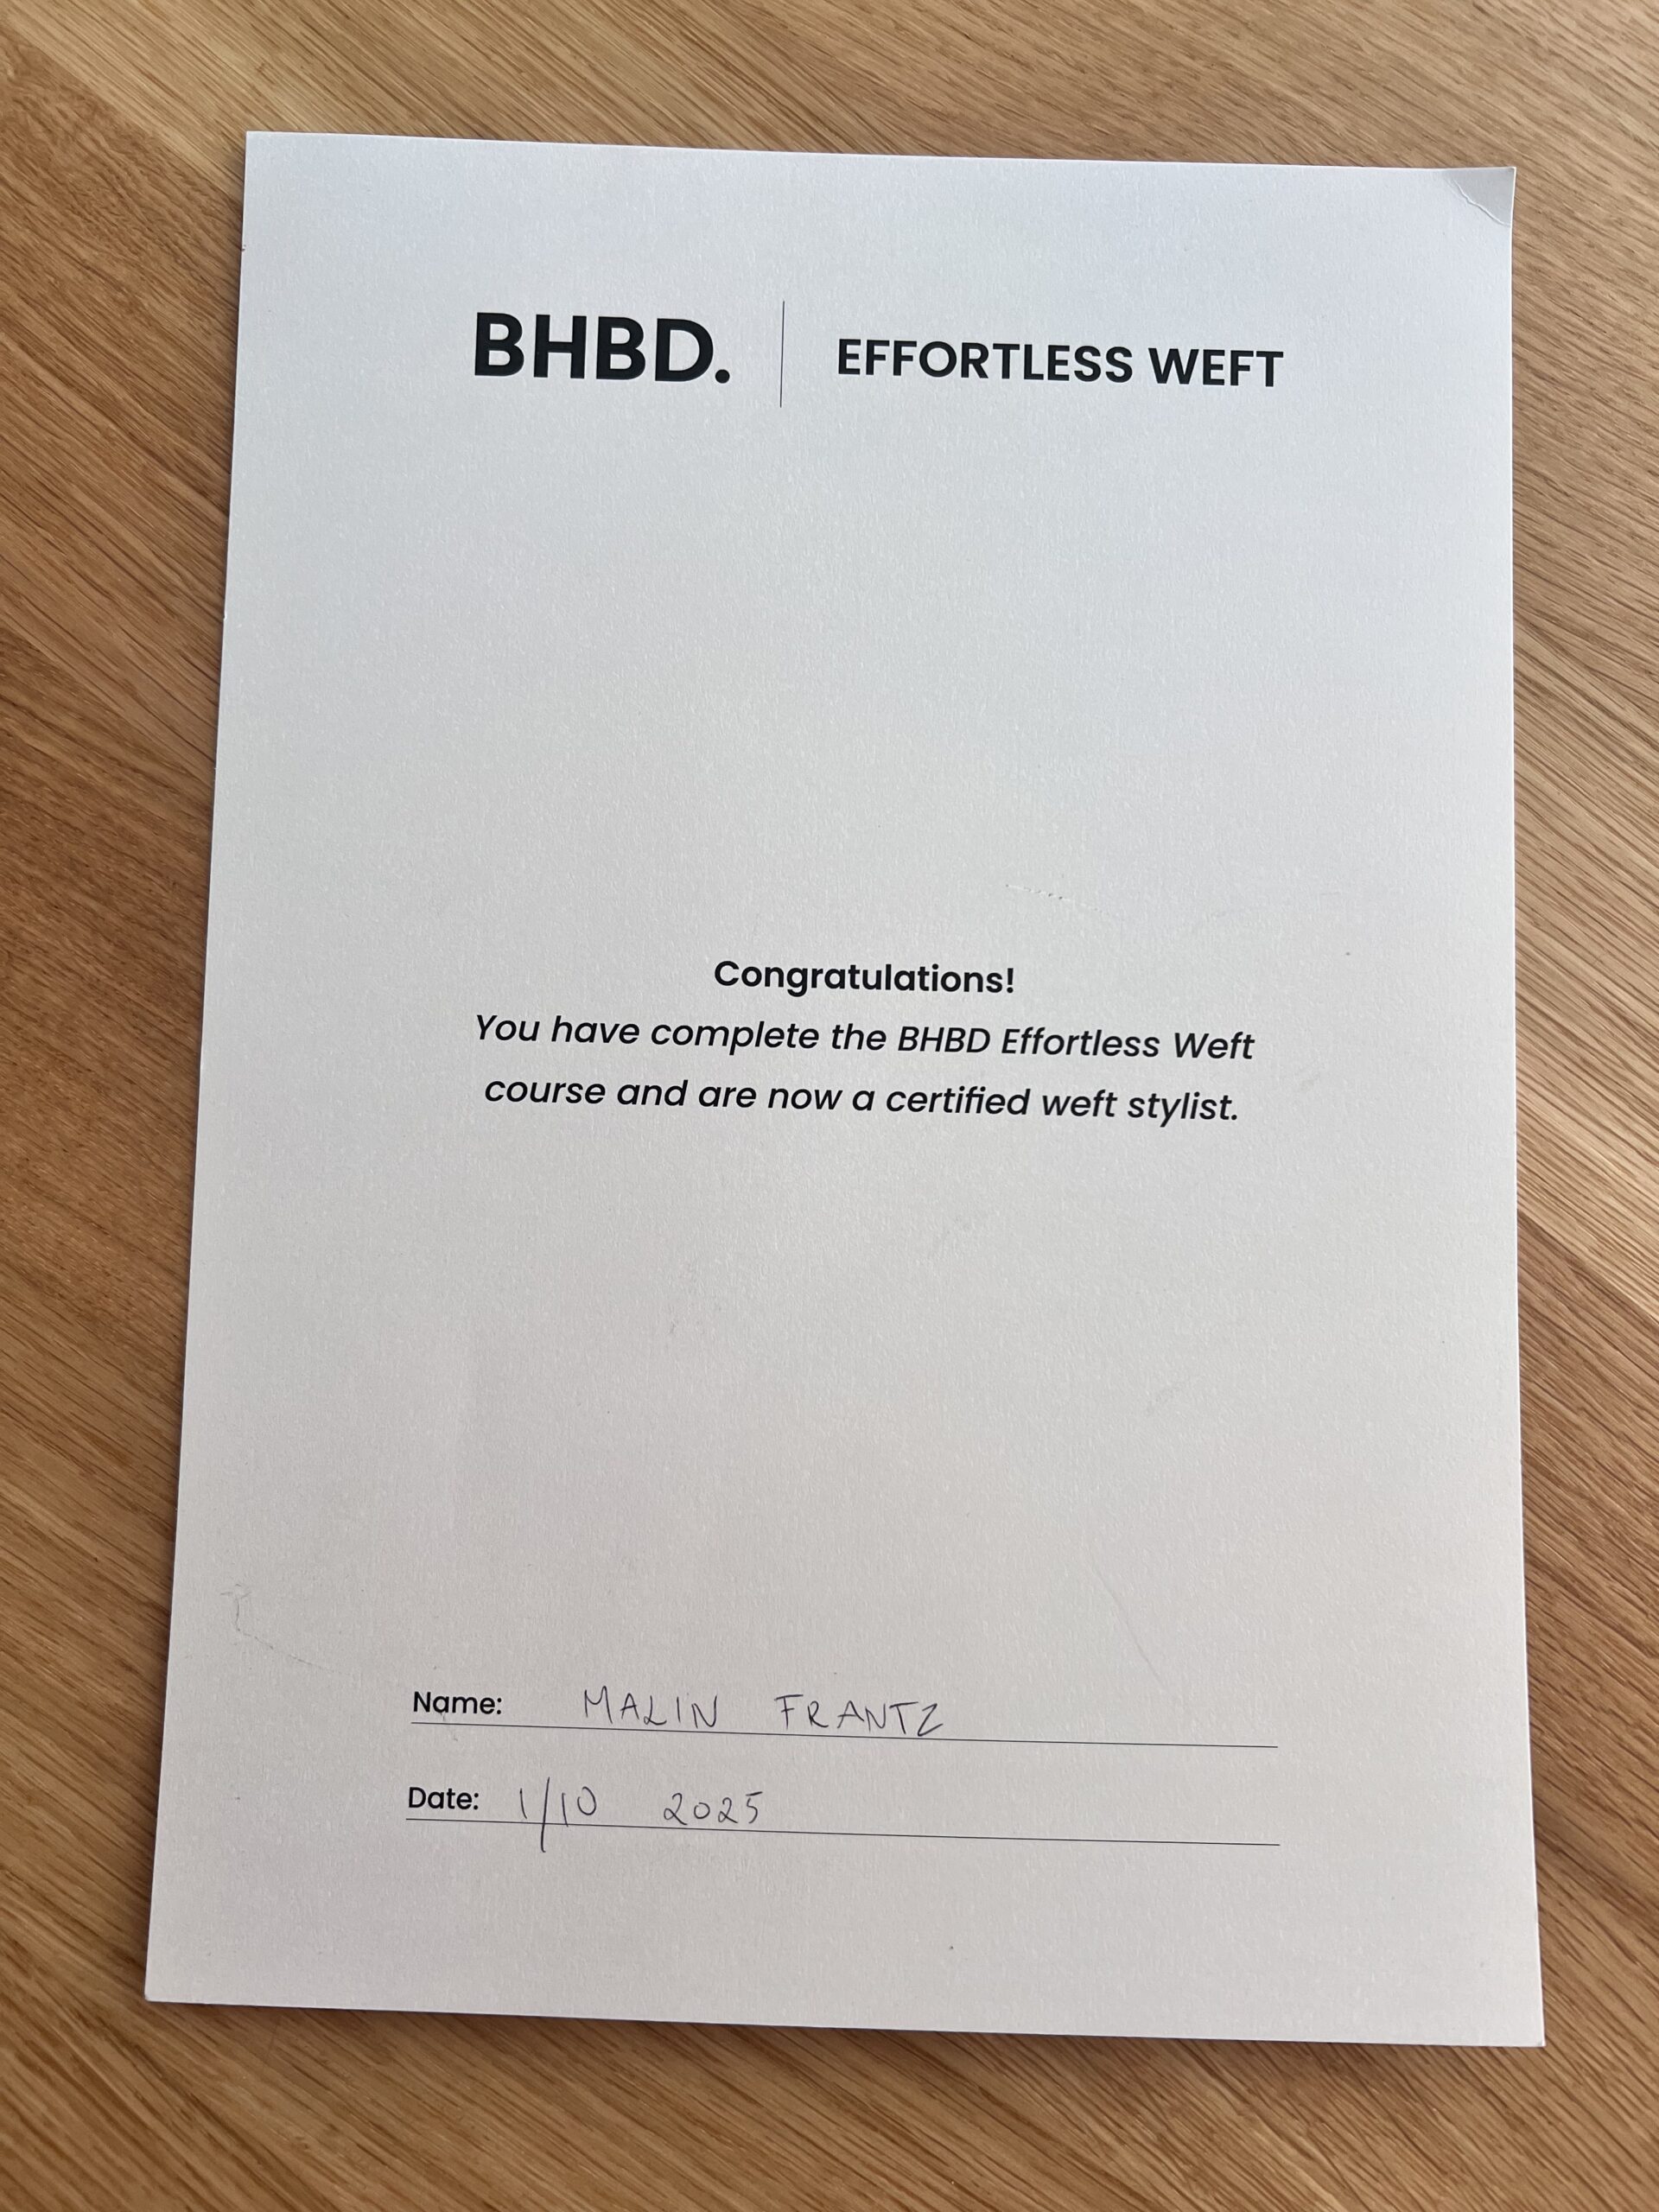 BHBD. EFFORTLESS WEFT
Congratulations!
You have complete the BHBD Effortless Weft
course and are now a certified weft stylist.
Name: MALIN FRANTZ
Date: 1/10 2025